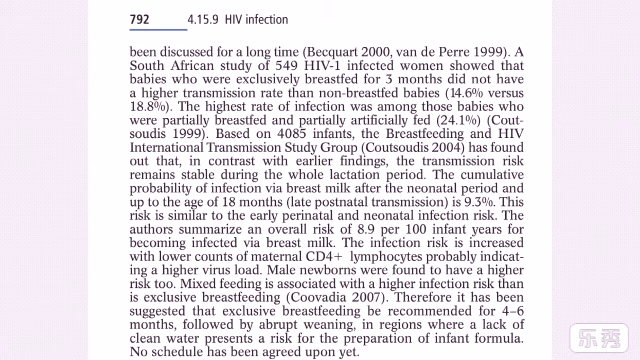 792 4.15.9 HIV infection
been discussed for a long time (Becquart 2000, van de Perre 1999). A
South African study of 549 HIV-1 infected women showed that
babies who were exclusively breastfed for 3 months did not have
a higher transmission rate than non-breastfed babies (14.6% versus
18.8%). The highest rate of infection was among those babies who
were partially breastfed and partially artificially fed (24.1%) (Cout-
soudis 1999). Based on 4085 infants, the Breastfeeding and HIV
International Transmission Study Group (Coutsoudis 2004) has found
out that, in contrast with earlier findings, the transmission risk
remains stable during the whole lactation period. The cumulative
probability of infection via breast milk after the neonatal period and
up to the age of 18 months (late postnatal transmission) is 9.3%. This
risk is similar to the early perinatal and neonatal infection risk. The
authors summarize an overall risk of 8.9 per 100 infant years for
becoming infected via breast milk. The infection risk is increased
with lower counts of maternal CD4+ lymphocytes probably indicat-
ing a higher virus load. Male newborns were found to have a higher
risk too. Mixed feeding is associated with a higher infection risk than
is exclusive breastfeeding (Coovadia 2007). Therefore it has been
suggested that exclusive breastfeeding be recommended for 4–6
months, followed by abrupt weaning, in regions where a lack of
clean water presents a risk for the preparation of infant formula.
No schedule has been agreed upon yet.
乐秀